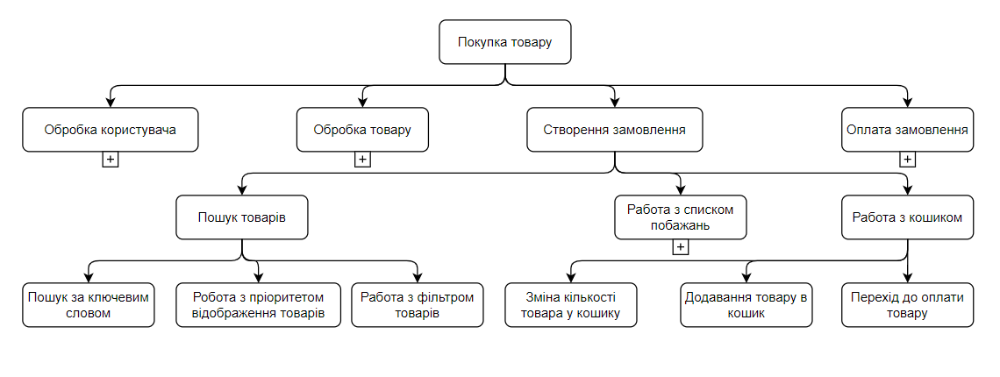 Покупка товару
Обробка користувача
Обробка товару
Створення замовлення
Оплата замовлення
+
+
+
Пошук товарів
Работа з списком
побажань
Работа з кошиком
+
Пошук за ключевим
словом
Робота з пріоритетом
відображення товарів
Работа з фільтром
товарів
Зміна кількості
товара у кошику
Додавання товару в
кошик
Перехід до оплати
товару